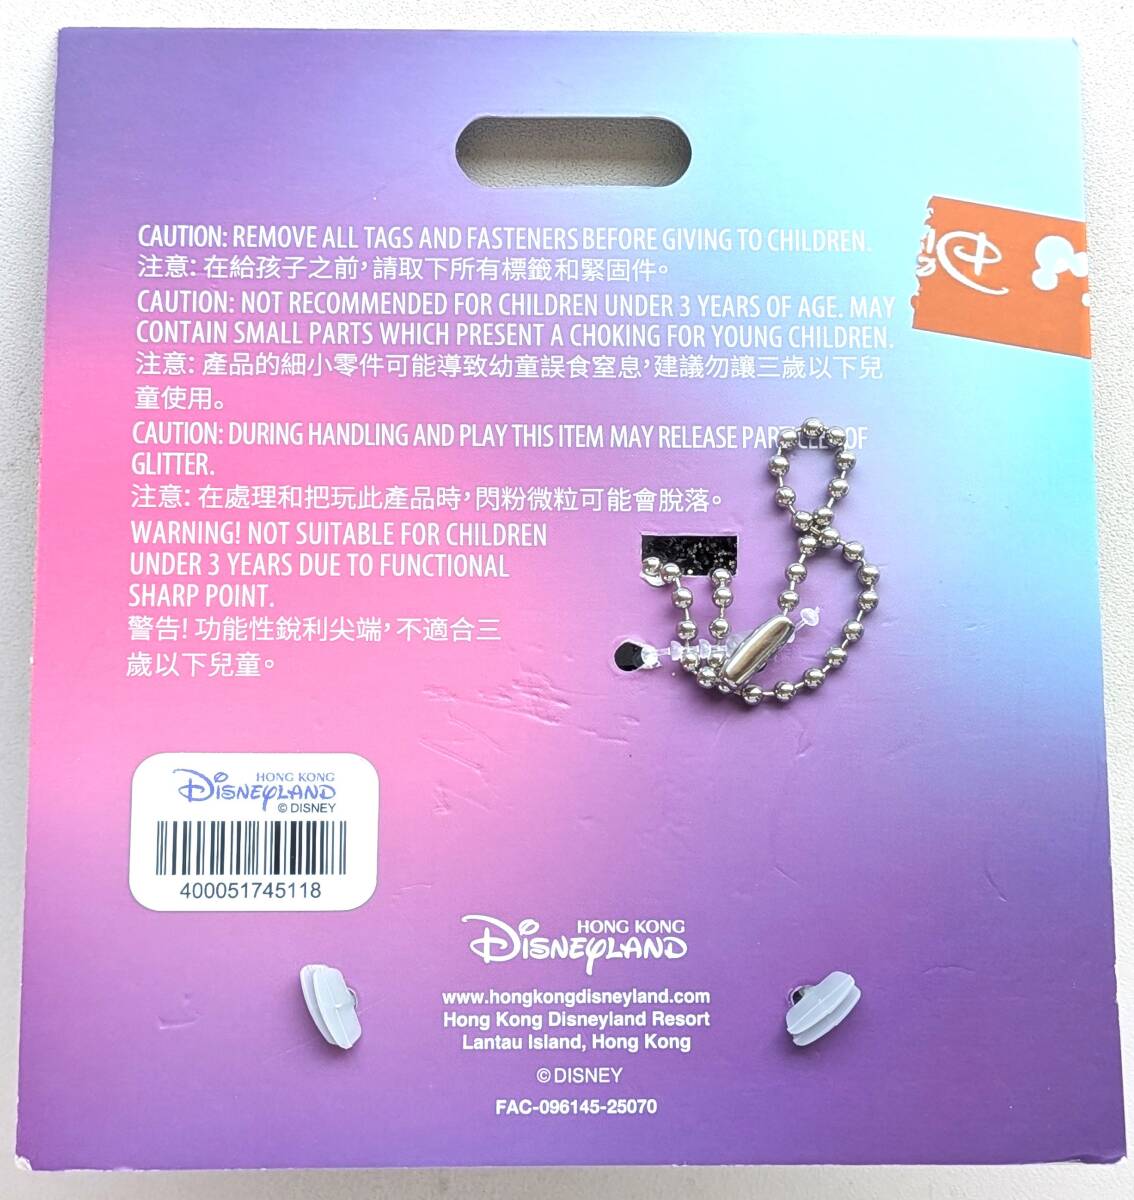 CAUTION: REMOVE ALL TAGS AND FASTENERS BEFORE GIVING TO CHILDREN.
注意: 在給孩子之前，請取下所有標籤和緊固件。
CAUTION: NOT RECOMMENDED FOR CHILDREN UNDER 3 YEARS OF AGE. MAY
CONTAIN SMALL PARTS WHICH PRESENT A CHOKING FOR YOUNG CHILDREN.
注意: 產品的細小零件可能導致幼童誤食窒息，建議勿讓三歲以下兒
童使用。
CAUTION: DURING HANDLING AND PLAY THIS ITEM MAY RELEASE PARTICLES OF
GLITTER.
注意: 在處理和把玩此產品時，閃粉微粒可能會脫落。
WARNING! NOT SUITABLE FOR CHILDREN
UNDER 3 YEARS DUE TO FUNCTIONAL
SHARP POINT.
警告! 功能性銳利尖端，不適合三
歲以下兒童。
HONG KONG
DISNEYLAND
© DISNEY
400051745118
HONG KONG
DISNEYLAND
www.hongkongdisneyland.com
Hong Kong Disneyland Resort
Lantau Island, Hong Kong
© DISNEY
FAC-096145-25070